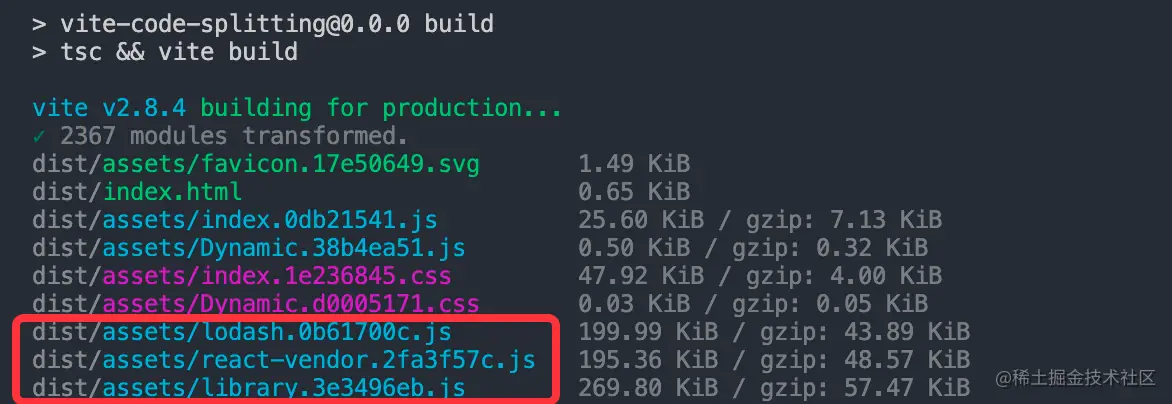 > vite-code-splitting@0.0.0 build
> tsc && vite build
vite v2.8.4 building for production...
✓ 2367 modules transformed.
dist/assets/favicon.17e50649.svg 1.49 KiB
dist/index.html 0.65 KiB
dist/assets/index.0db21541.js 25.60 KiB / gzip: 7.13 KiB
dist/assets/Dynamic.38b4ea51.js 0.50 KiB / gzip: 0.32 KiB
dist/assets/index.1e236845.css 47.92 KiB / gzip: 4.00 KiB
dist/assets/Dynamic.d0005171.css 0.03 KiB / gzip: 0.05 KiB
dist/assets/lodash.0b61700c.js 199.99 KiB / gzip: 43.89 KiB
dist/assets/react-vendor.2fa3f57c.js 195.36 KiB / gzip: 48.57 KiB
dist/assets/library.3e3496eb.js 269.80 KiB / gzip: 57.47 KiB
@稀土掘金技术社区